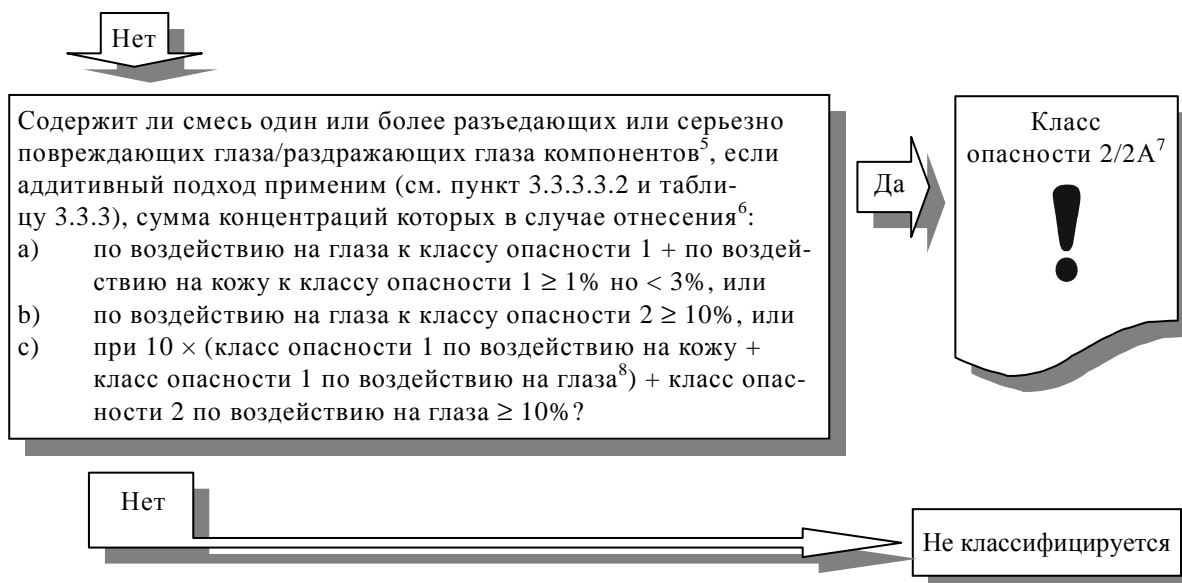 Нет
Содержит ли смесь один или более разъедающих или серьезно
повреждающих глаза/раздражающих глаза компонентов⁵, если
аддитивный подход применим (см. пункт 3.3.3.3.2 и табли-
цу 3.3.3), сумма концентраций которых в случае отнесения⁶:
a) по воздействию на глаза к классу опасности 1 + по воздей-
ствию на кожу к классу опасности 1 ≥ 1% но < 3%, или
b) по воздействию на глаза к классу опасности 2 ≥ 10%, или
c) при 10 × (класс опасности 1 по воздействию на кожу +
класс опасности 1 по воздействию на глаза⁸) + класс опас-
ности 2 по воздействию на глаза ≥ 10%?
Да
Класс
опасности 2/2A⁷
!
Нет
Не классифицируется